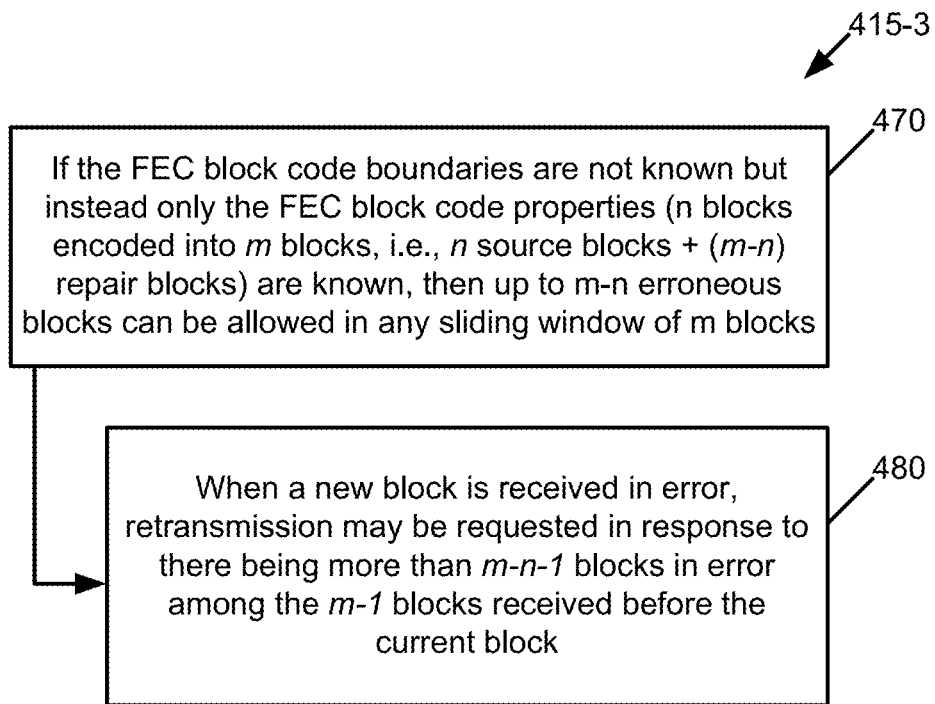 415-3
470
If the FEC block code boundaries are not known but
instead only the FEC block code properties (n blocks
encoded into m blocks, i.e., n source blocks + (m-n)
repair blocks) are known, then up to m-n erroneous
blocks can be allowed in any sliding window of m blocks
480
When a new block is received in error,
retransmission may be requested in response to
there being more than m-n-1 blocks in error
among the m-1 blocks received before the
current block